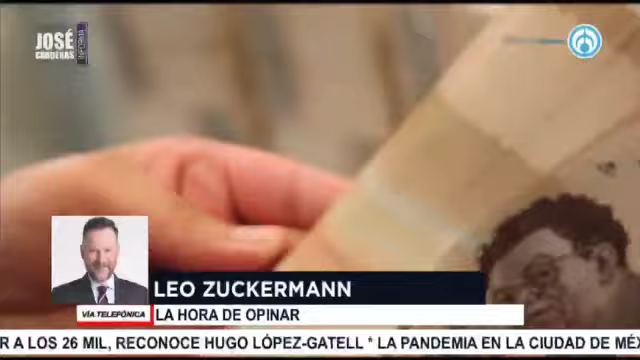 JOSÉ
CÁRDENAS
INFORMA
LEO ZUCKERMANN
VÍA TELEFÓNICA
LA HORA DE OPINAR
R A LOS 26 MIL, RECONOCE HUGO LÓPEZ-GATELL * LA PANDEMIA EN LA CIUDAD DE MÉ